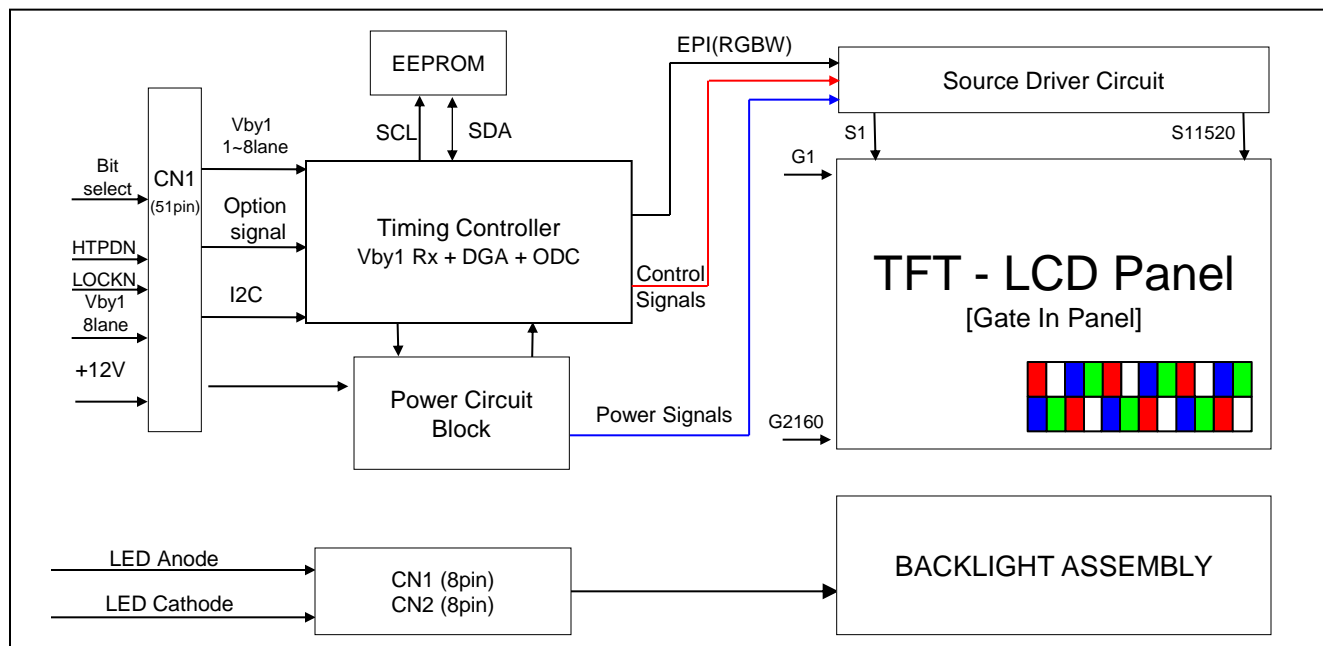 EEPROM
EPI(RGBW)
Source Driver Circuit
SCL
SDA
S1
S11520
Vby1
1~8lane
G1
Bit
select
CN1
(51pin)
Option
signal
Timing Controller
Vby1 Rx + DGA + ODC
HTPDN
LOCKN
Vby1
8lane
I2C
Control
Signals
TFT - LCD Panel
[Gate In Panel]
+12V
Power Circuit
Block
Power Signals
G2160
LED Anode
LED Cathode
CN1 (8pin)
CN2 (8pin)
BACKLIGHT ASSEMBLY